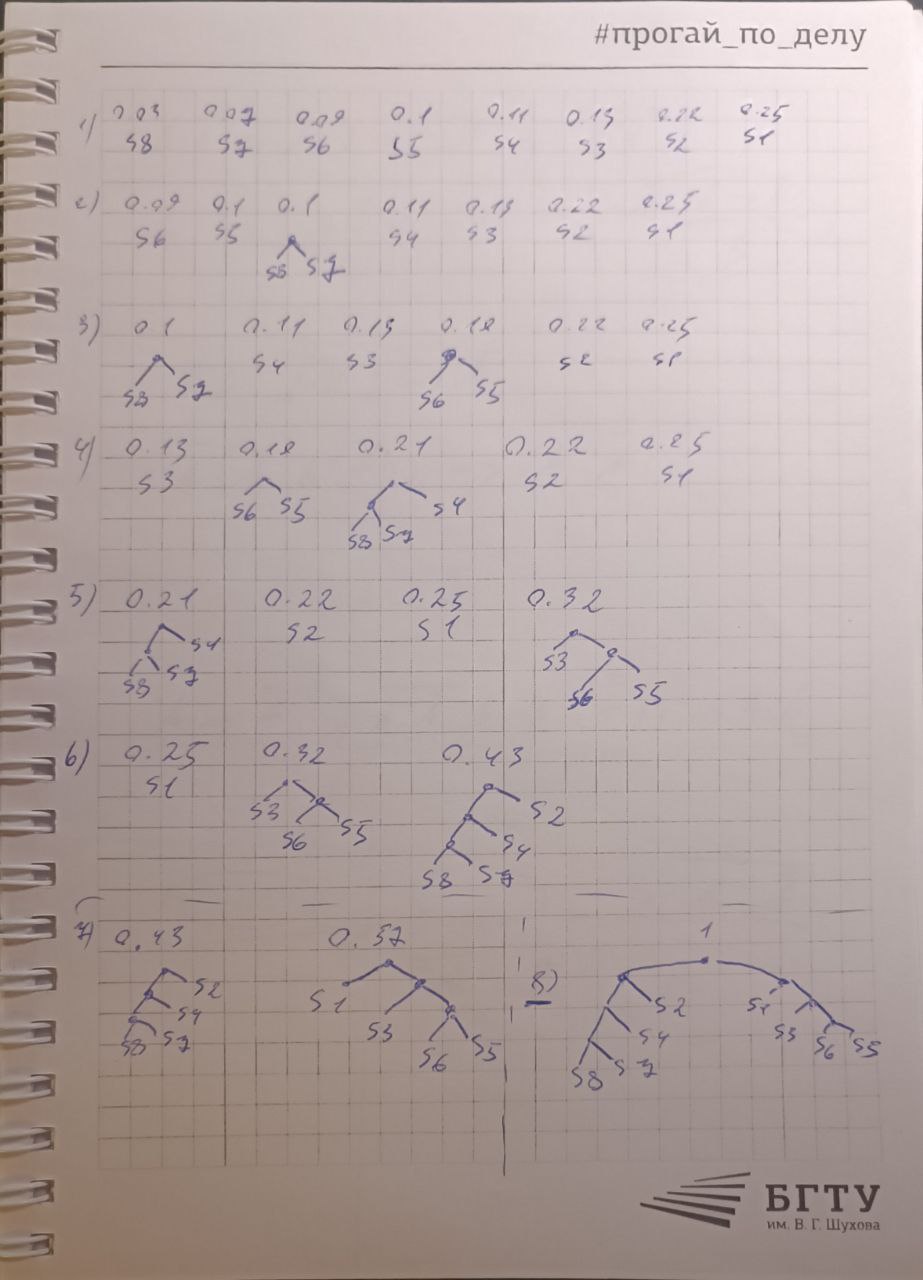 #прогай_по_делу
1) 0.03 0.07 0.08 0.1 0.11 0.13 0.22 0.25
S8 S7 S6 S5 S4 S3 S2 S1
2) 0.08 0.1 0.1 0.11 0.13 0.22 0.25
S6 S5 S4 S3 S2 S1
S8 S7
3) 0.1 0.11 0.13 0.18 0.22 0.25
S4 S3 S2 S1
S8 S7 S6 S5
4) 0.13 0.18 0.21 0.22 0.25
S3 S2 S1
S6 S5 S4
S8 S7
5) 0.21 0.22 0.25 0.32
S2 S1
S4 S3
S8 S7 S6 S5
6) 0.25 0.32 0.43
S1
S3 S2
S6 S5 S4
S8 S7
7) 0.43 0.57
S2 S1
S4 S3
S8 S7 S6 S5
8) 1
S2 S1
S4 S3
S7 S6 S5
S8
БГТУ
им. В. Г. Шухова